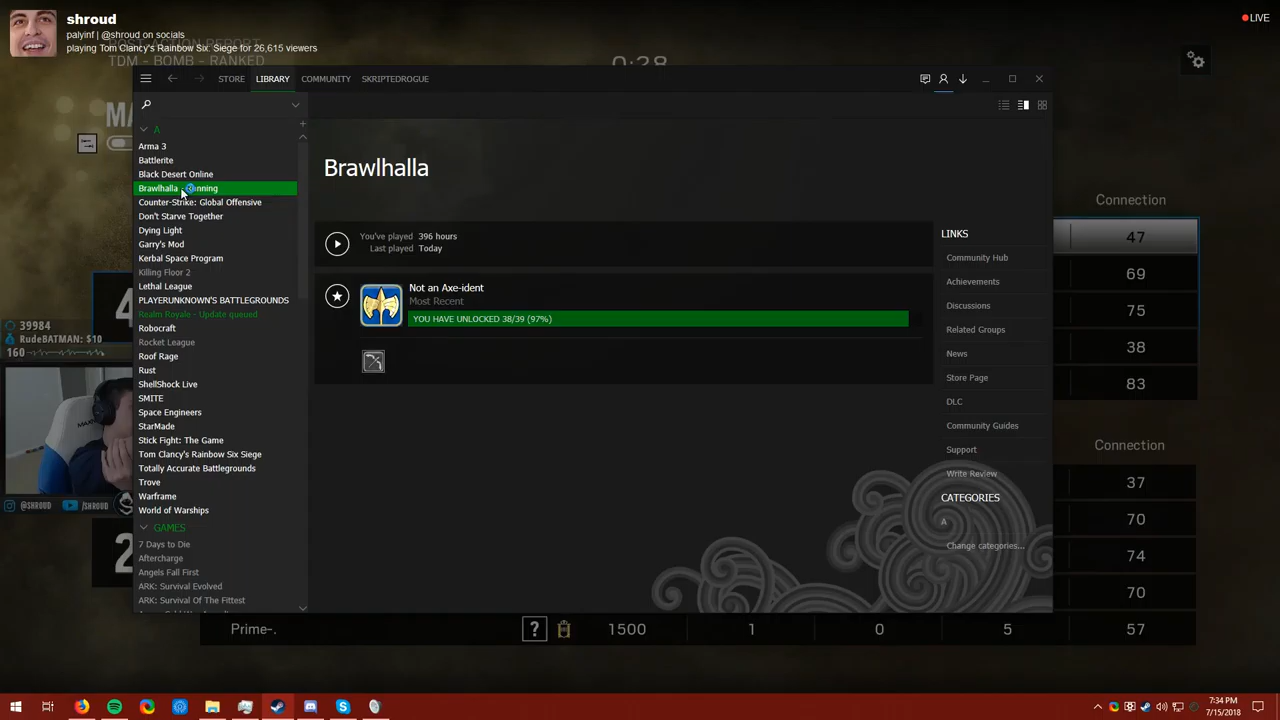 shroud
palyinf | @shroud on socials
playing Tom Clancy's Rainbow Six: Siege for 26,615 viewers
LIVE
POST ACTION REPORT
TDM - BOMB - RANKED
0:28
STORE
LIBRARY
COMMUNITY
SKRIPTEDROGUE
A
Arma 3
Battlerite
Black Desert Online
Brawlhalla - Running
Counter-Strike: Global Offensive
Don't Starve Together
Dying Light
Garry's Mod
Kerbal Space Program
Killing Floor 2
Lethal League
PLAYERUNKNOWN'S BATTLEGROUNDS
Realm Royale - Update queued
Robocraft
Rocket League
Roof Rage
Rust
ShellShock Live
SMITE
Space Engineers
StarMade
Stick Fight: The Game
Tom Clancy's Rainbow Six Siege
Totally Accurate Battlegrounds
Trove
Warframe
World of Warships
GAMES
7 Days to Die
Aftercharge
Angels Fall First
ARK: Survival Evolved
ARK: Survival Of The Fittest
Brawlhalla
You've played 396 hours
Last played Today
Not an Axe-ident
Most Recent
YOU HAVE UNLOCKED 38/39 (97%)
LINKS
Community Hub
Achievements
Discussions
Related Groups
News
Store Page
DLC
Community Guides
Support
Write Review
CATEGORIES
A
Change categories...
Connection
47
69
75
38
83
Connection
37
70
74
70
Prime-. ? 1500 1 0 5 57
39984
RudeBATMAN: $10
160
@SHROUD
/SHROUD
7:34 PM
7/15/2018